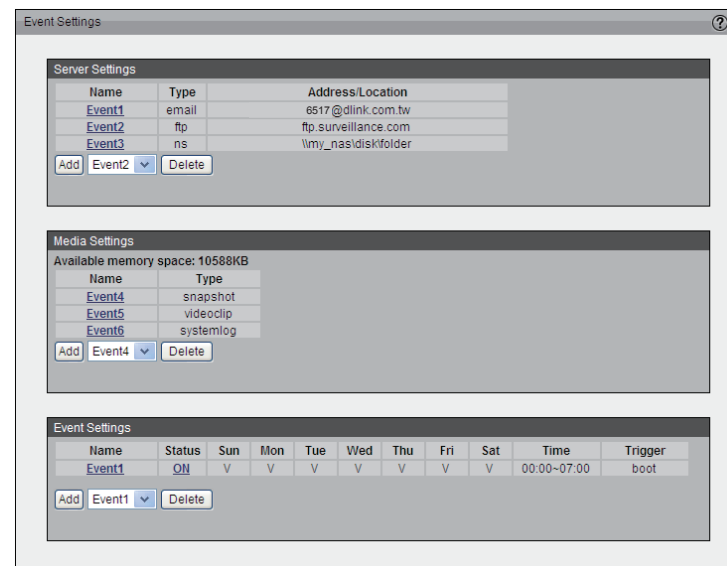 Event Settings ?
Server Settings
Name Type Address/Location
Event1 email 6517@dlink.com.tw
Event2 ftp ftp.surveillance.com
Event3 ns \\my_nas\disk\folder
Add Event2 Delete
Media Settings
Available memory space: 10588KB
Name Type
Event4 snapshot
Event5 videoclip
Event6 systemlog
Add Event4 Delete
Event Settings
Name Status Sun Mon Tue Wed Thu Fri Sat Time Trigger
Event1 ON V V V V V V V 00:00~07:00 boot
Add Event1 Delete